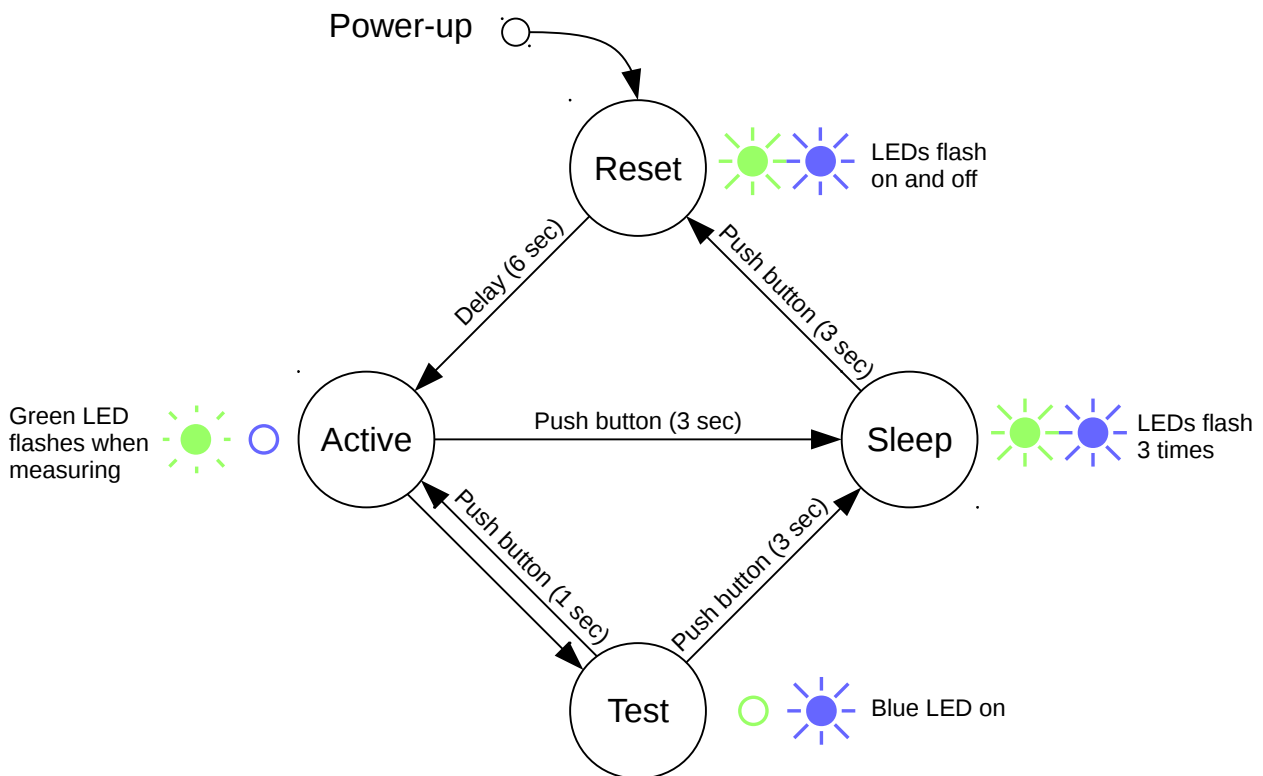 Power-up
Reset
LEDs flash
on and off
Delay (6 sec)
Push button (3 sec)
Green LED
flashes when
measuring
Active
Push button (3 sec)
Sleep
LEDs flash
3 times
Push button (1 sec)
Push button (3 sec)
Test
Blue LED on